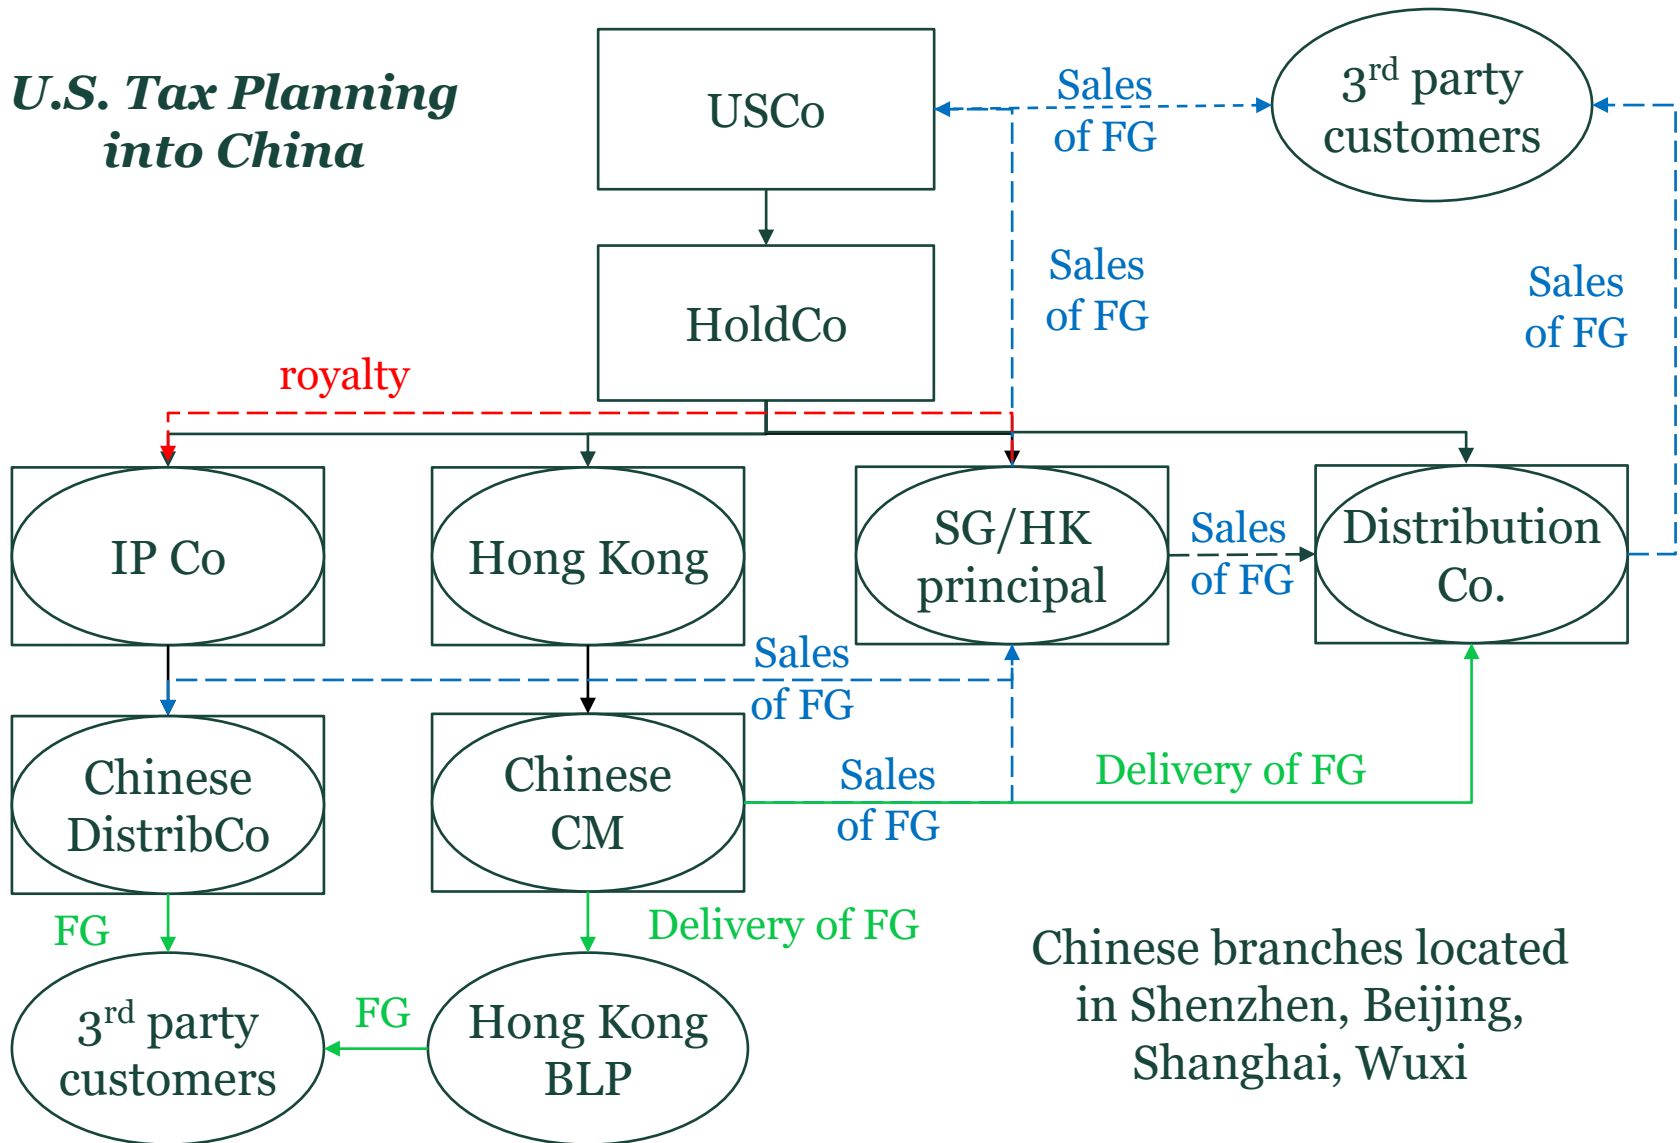 U.S. Tax Planning
into China
USCo
Sales
of FG
3rd party
customers
HoldCo
Sales
of FG
Sales
of FG
royalty
IP Co
Hong Kong
SG/HK
principal
Sales
of FG
Distribution
Co.
Sales
of FG
Chinese
DistribCo
Chinese
CM
Sales
of FG
Delivery of FG
FG
Delivery of FG
3rd party
customers
FG
Hong Kong
BLP
Chinese branches located
in Shenzhen, Beijing,
Shanghai, Wuxi